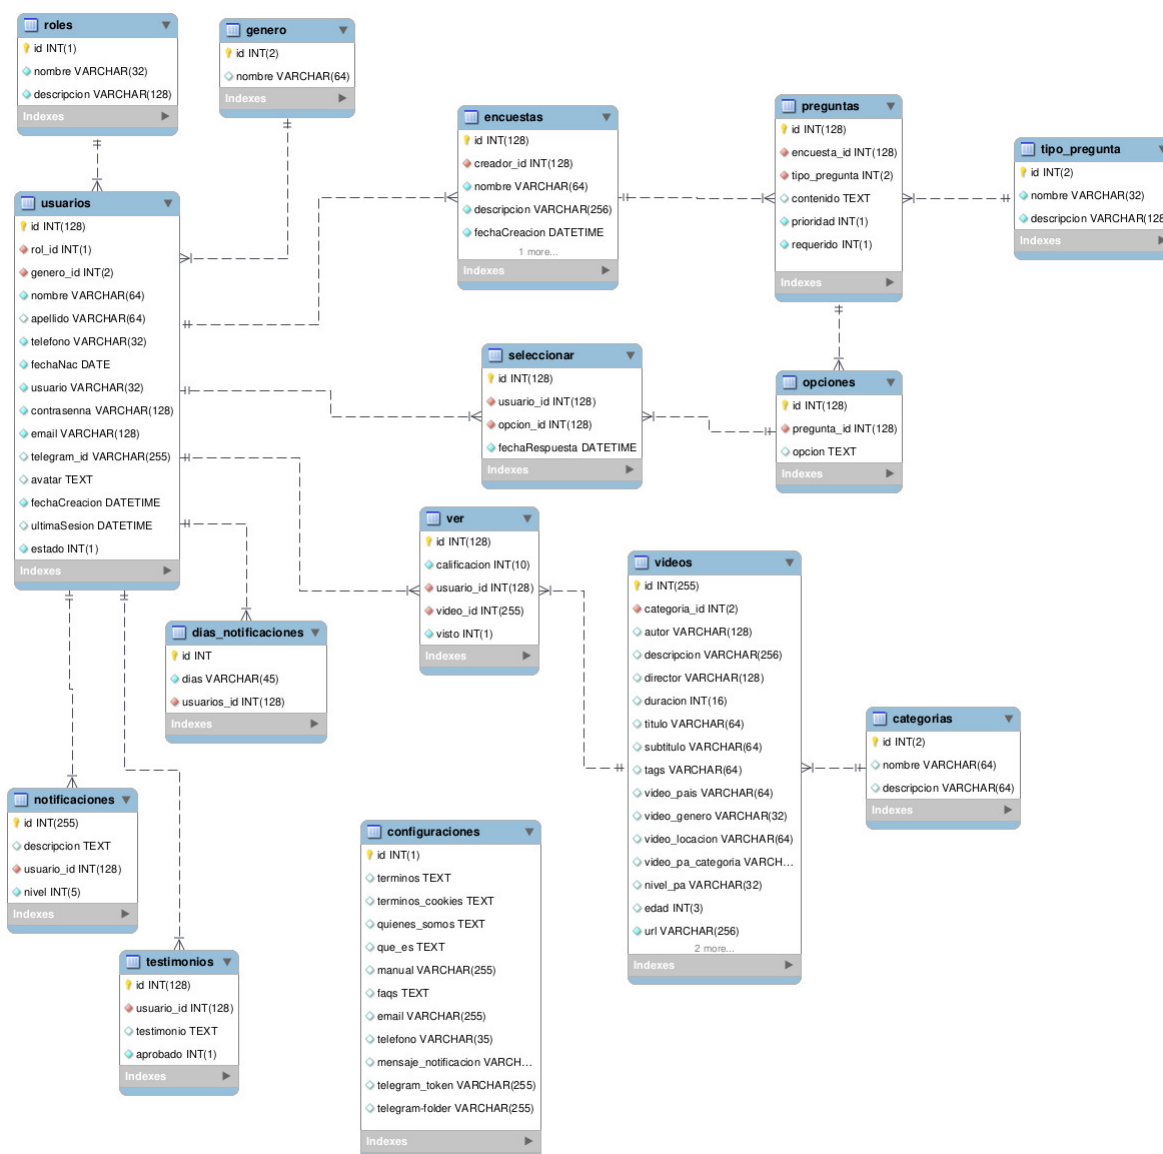 roles
id INT(1)
nombre VARCHAR(32)
descripcion VARCHAR(128)
Indexes
genero
id INT(2)
nombre VARCHAR(64)
Indexes
encuestas
id INT(128)
creador_id INT(128)
nombre VARCHAR(64)
descripcion VARCHAR(256)
fechaCreacion DATETIME
1 more...
Indexes
preguntas
id INT(128)
encuesta_id INT(128)
tipo_pregunta INT(2)
contenido TEXT
prioridad INT(1)
requerido INT(1)
Indexes
tipo_pregunta
id INT(2)
nombre VARCHAR(32)
descripcion VARCHAR(128
Indexes
usuarios
id INT(128)
rol_id INT(1)
genero_id INT(2)
nombre VARCHAR(64)
apellido VARCHAR(64)
telefono VARCHAR(32)
fechaNac DATE
usuario VARCHAR(32)
contrasenna VARCHAR(128)
email VARCHAR(128)
telegram_id VARCHAR(255)
avatar TEXT
fechaCreacion DATETIME
ultimaSesion DATETIME
estado INT(1)
Indexes
seleccionar
id INT(128)
usuario_id INT(128)
opcion_id INT(128)
fechaRespuesta DATETIME
Indexes
opciones
id INT(128)
pregunta_id INT(128)
opcion TEXT
Indexes
ver
id INT(128)
calificacion INT(10)
usuario_id INT(128)
video_id INT(255)
visto INT(1)
Indexes
videos
id INT(255)
categoria_id INT(2)
autor VARCHAR(128)
descripcion VARCHAR(256)
director VARCHAR(128)
duracion INT(16)
titulo VARCHAR(64)
subtitulo VARCHAR(64)
tags VARCHAR(64)
video_pais VARCHAR(64)
video_genero VARCHAR(32)
video_locacion VARCHAR(64)
video_pa_categoria VARCH...
nivel_pa VARCHAR(32)
edad INT(3)
url VARCHAR(256)
2 more...
Indexes
dias_notificaciones
id INT
dias VARCHAR(45)
usuarios_id INT(128)
Indexes
categorias
id INT(2)
nombre VARCHAR(64)
descripcion VARCHAR(64)
Indexes
notificaciones
id INT(255)
descripcion TEXT
usuario_id INT(128)
nivel INT(5)
Indexes
configuraciones
id INT(1)
terminos TEXT
terminos_cookies TEXT
quienes_somos TEXT
que_es TEXT
manual VARCHAR(255)
faqs TEXT
email VARCHAR(255)
telefono VARCHAR(35)
mensaje_notificacion VARCH...
telegram_token VARCHAR(255)
telegram-folder VARCHAR(255)
Indexes
testimonios
id INT(128)
usuario_id INT(128)
testimonio TEXT
aprobado INT(1)
Indexes